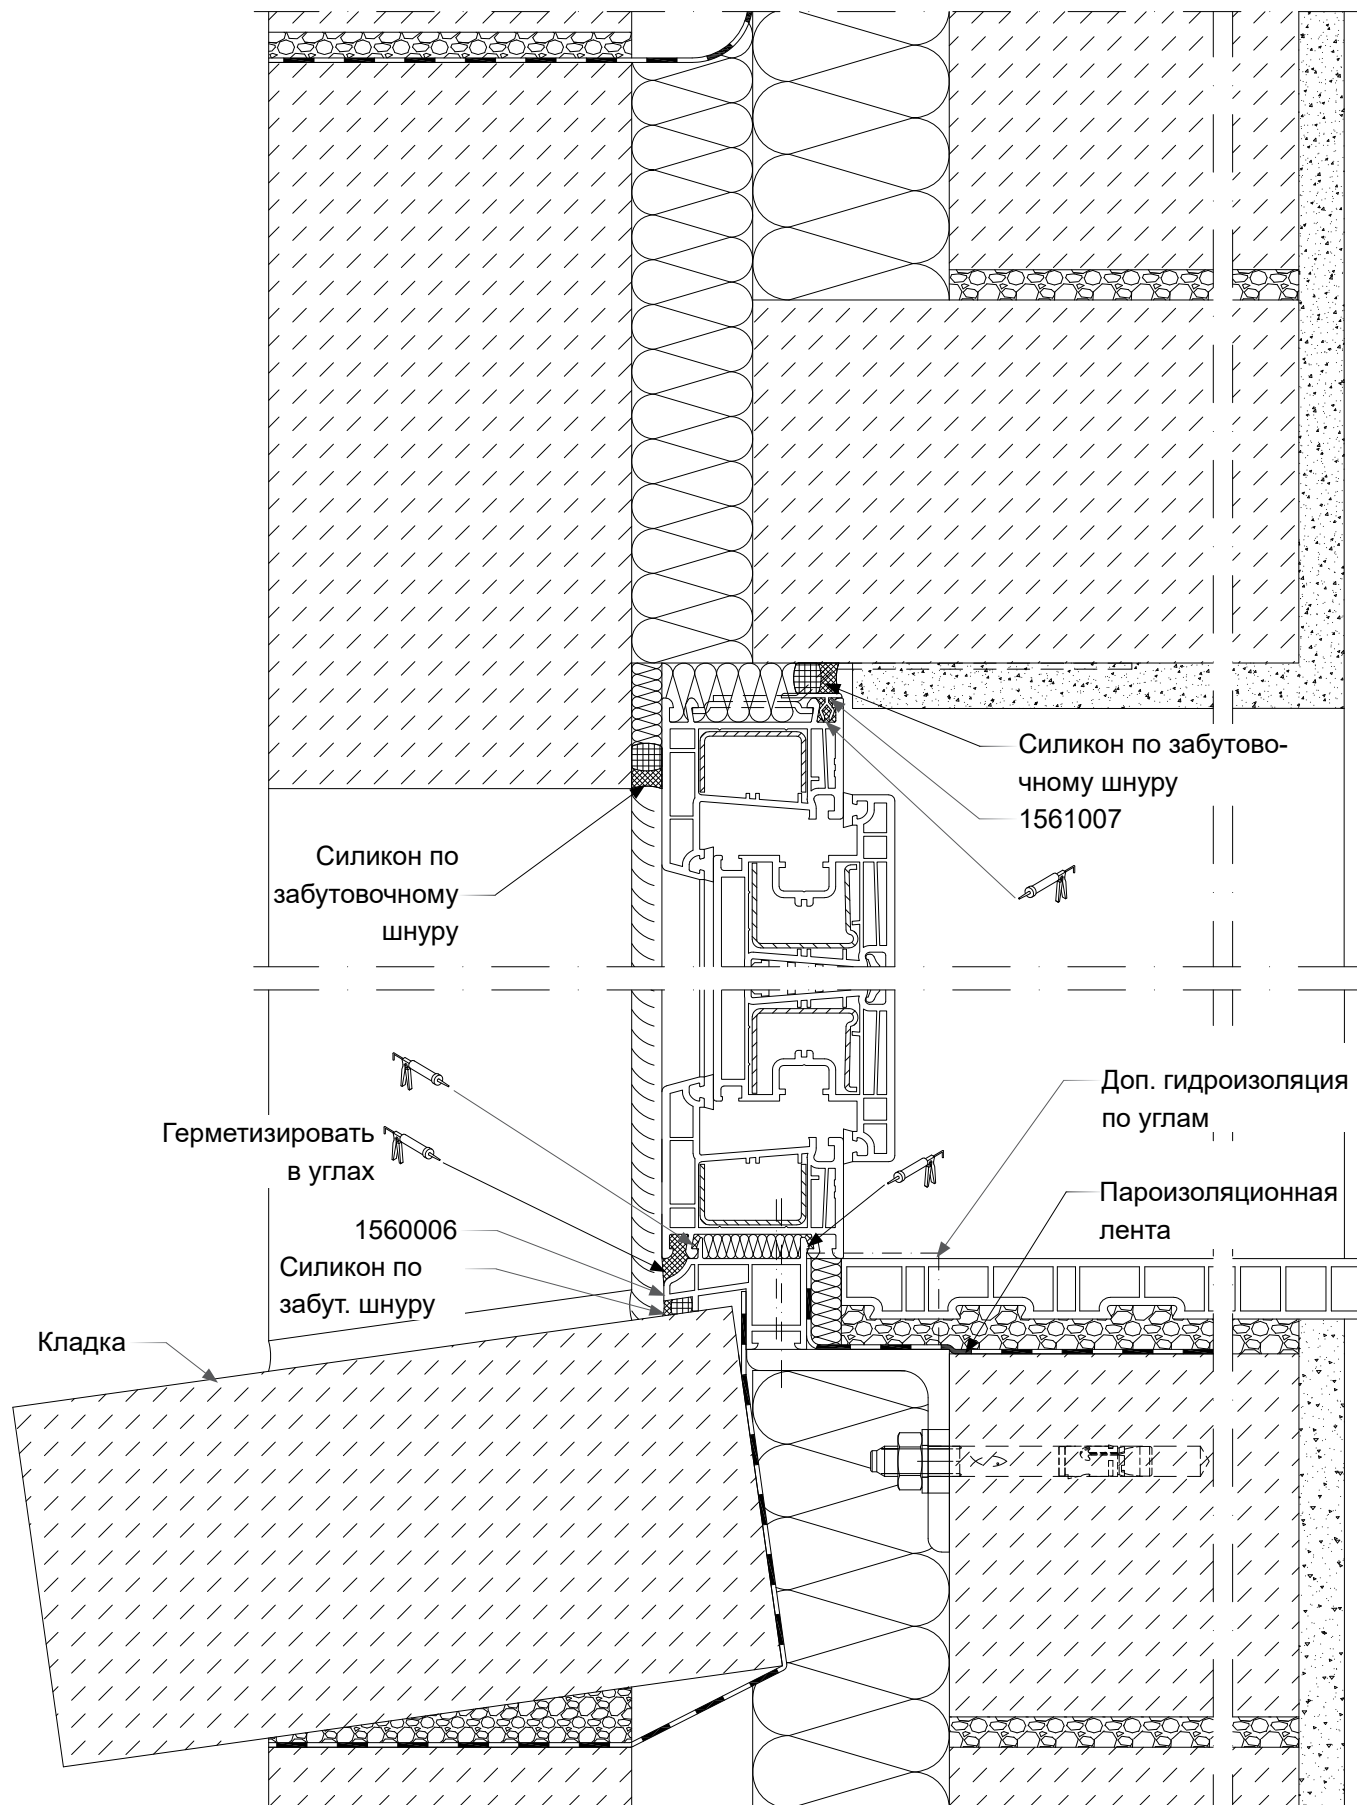 Силикон по забутово-
чному шнуру
1561007
Силикон по
забутовочному
шнуру
Доп. гидроизоляция
по углам
Герметизировать
в углах
Пароизоляционная
лента
1560006
Силикон по
забут. шнуру
Кладка